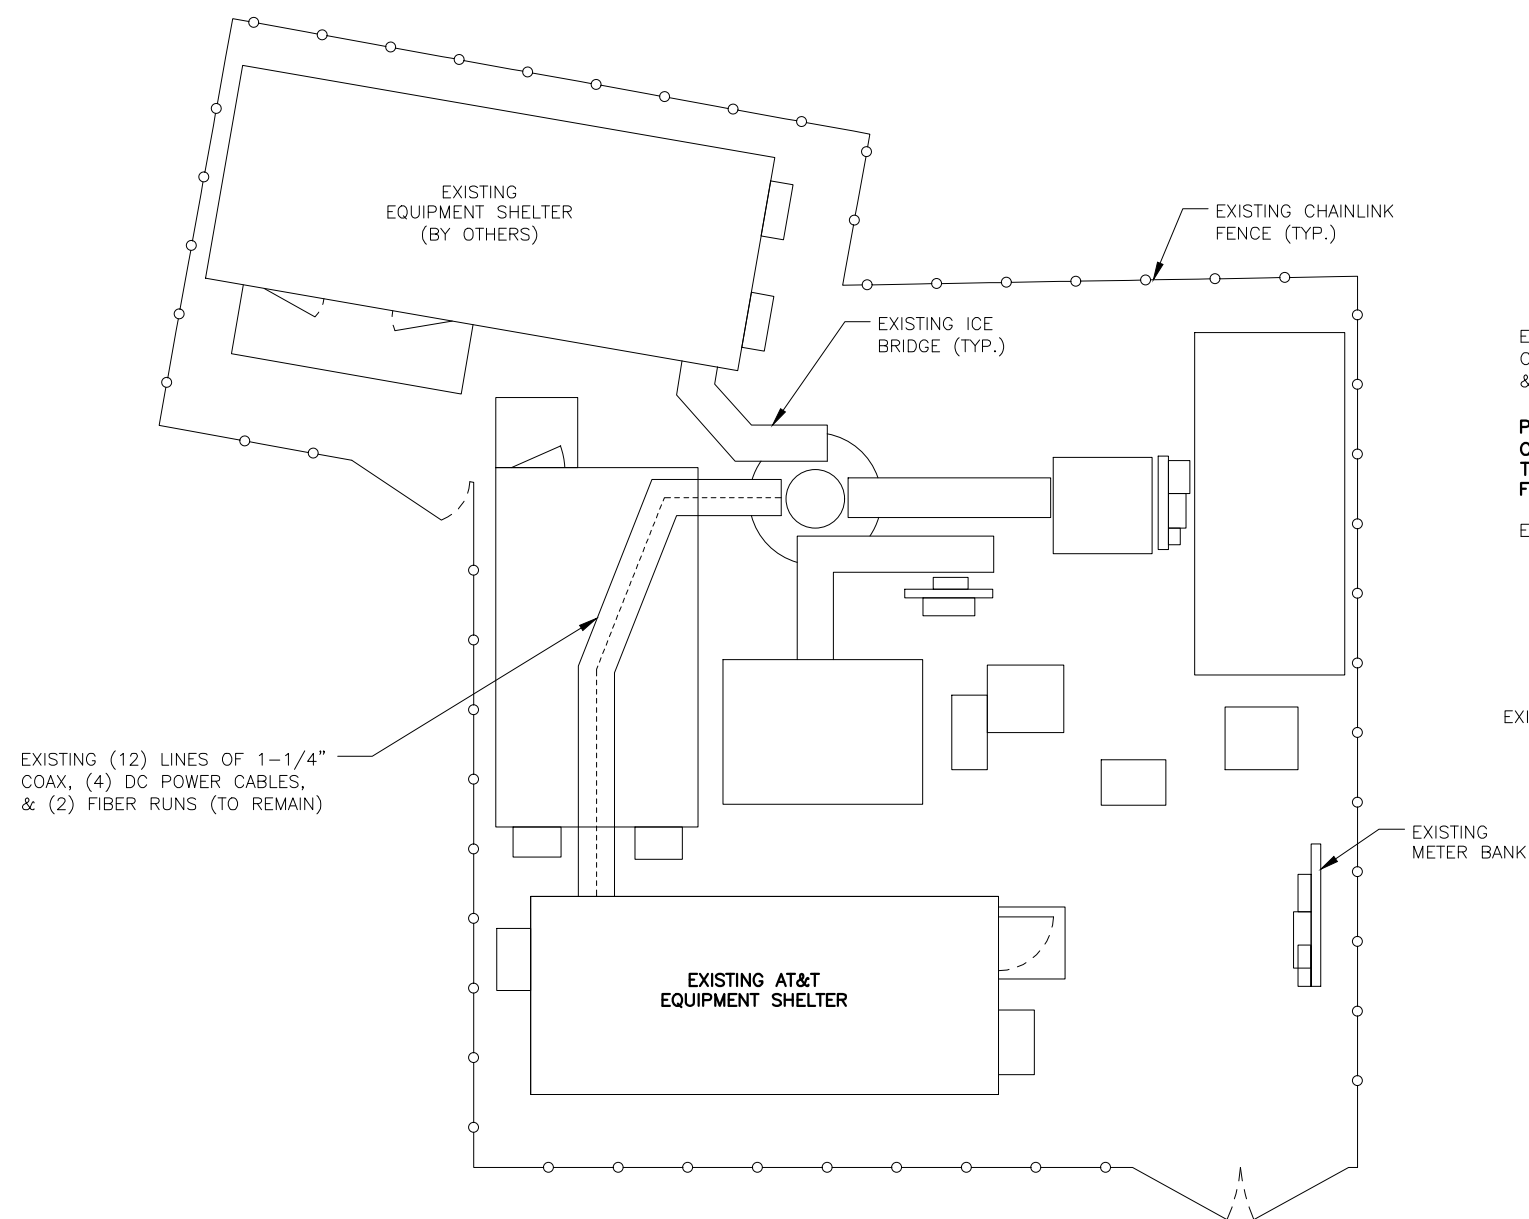 EXISTING
EQUIPMENT SHELTER
(BY OTHERS)
EXISTING CHAINLINK
FENCE (TYP.)
EXISTING ICE
BRIDGE (TYP.)
EXISTING (12) LINES OF 1-1/4"
COAX, (4) DC POWER CABLES,
& (2) FIBER RUNS (TO REMAIN)
EXISTING
METER BANK
EXISTING AT&T
EQUIPMENT SHELTER